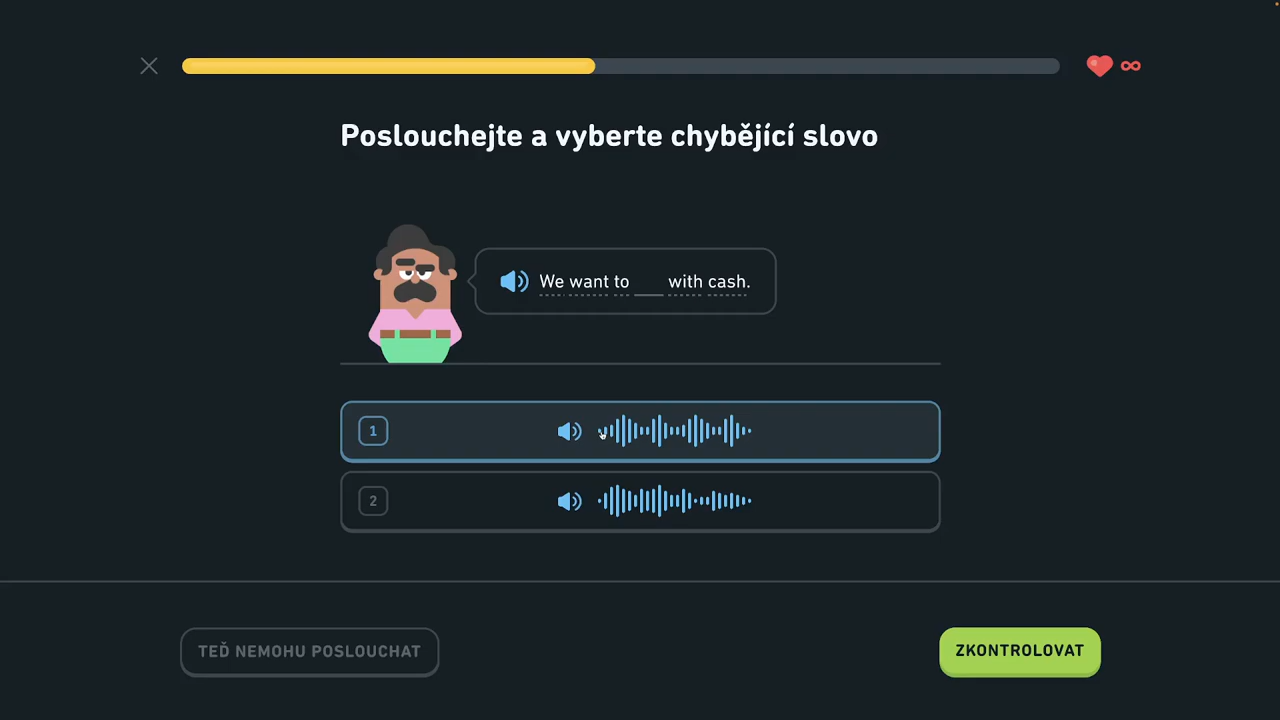 Poslouchejte a vyberte chybějící slovo
We want to ___ with cash.
1
2
TEĎ NEMOHU POSLOUCHAT
ZKONTROLOVAT